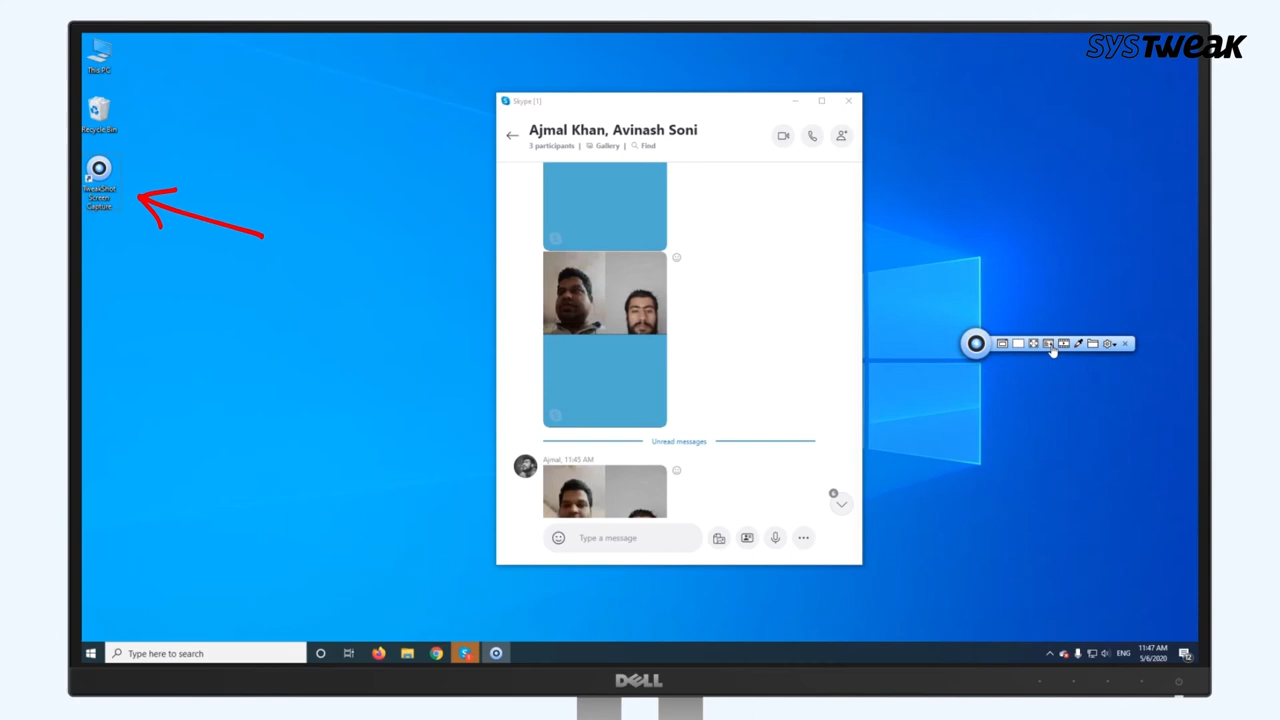 SYSTweak
This PC
Recycle Bin
TweakShot
Screen
Capture
Skype [1]
Ajmal Khan, Avinash Soni
3 participants | Gallery | Find
Unread messages
Ajmal, 11:45 AM
6
Type a message
Type here to search
ENG
11:47 AM
5/6/2020
DELL